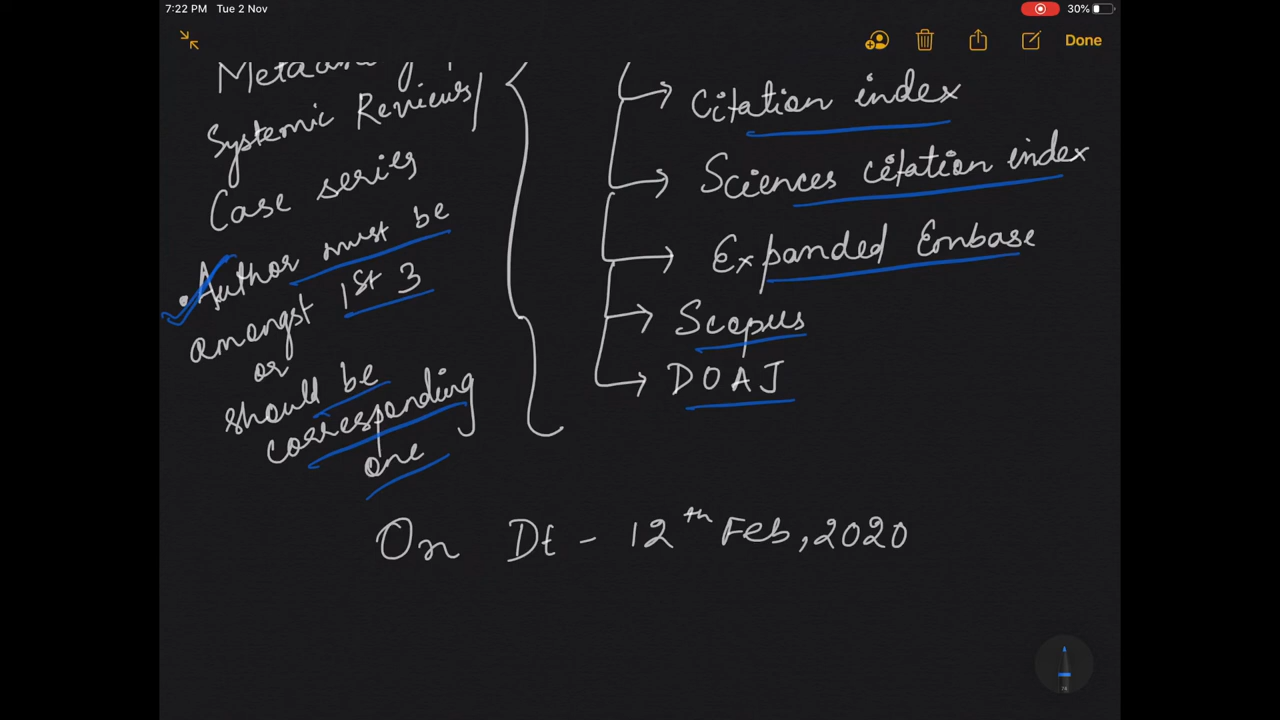 7:22 PM Tue 2 Nov
30%
Done
Systemic Reviews/
Case series
• Author must be
amongst 1st 3
or
should be
corresponding
one
Citation index
Sciences citation index
Expanded Embase
Scopus
DOAJ
On Dt - 12th Feb, 2020